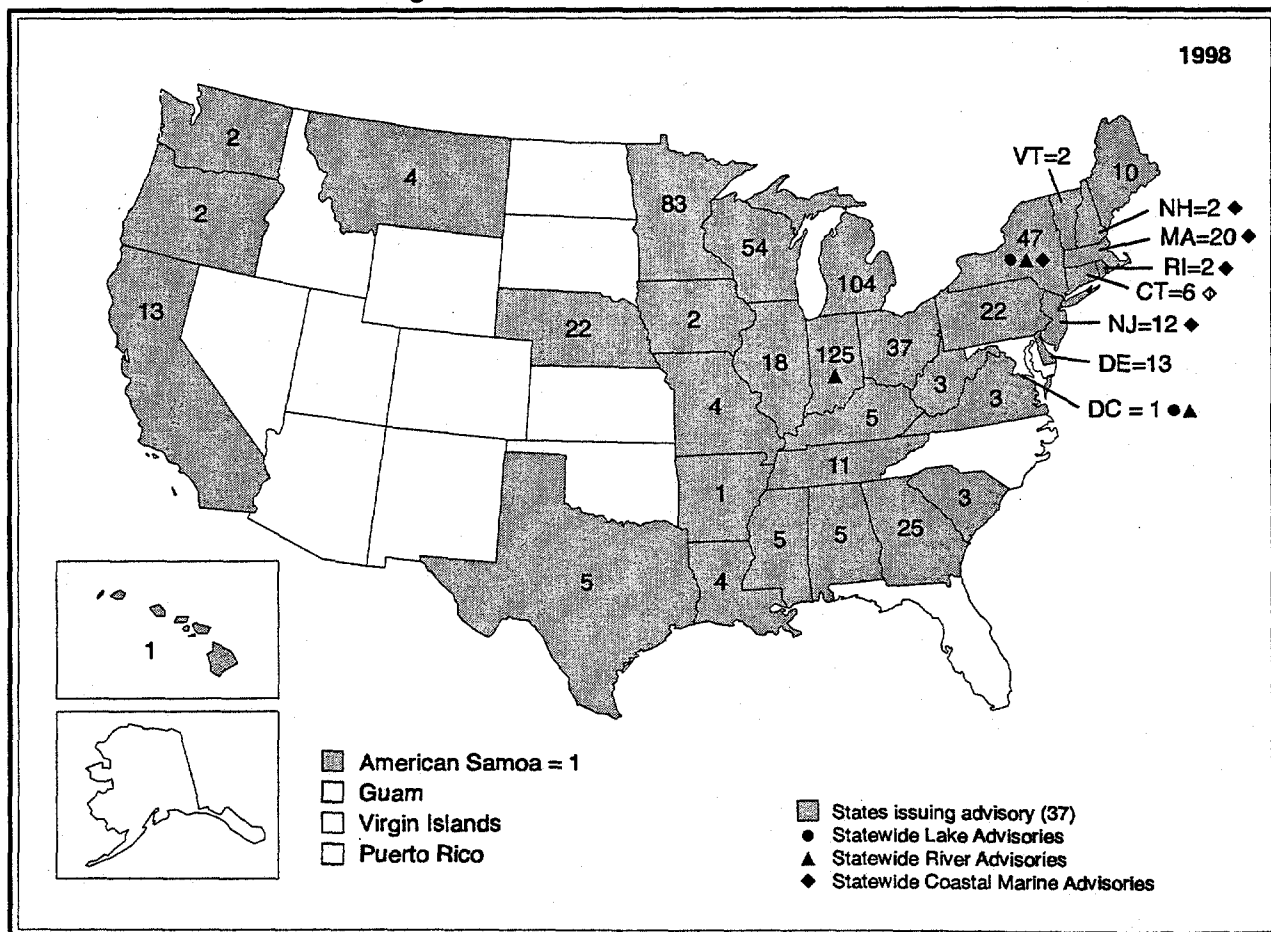 1998
VT=2
2
4
10
83
NH=2 ◆
2
47
MA=20 ◆
54
●▲◆
RI=2 ◆
104
CT=6 ◈
13
22
2
22
NJ=12 ◆
18
125
37
▲
DE=13
3
4
3
5
DC = 1 ●▲
11
1
3
5
5
25
5
4
1
American Samoa = 1
Guam
Virgin Islands
Puerto Rico
States issuing advisory (37)
● Statewide Lake Advisories
▲ Statewide River Advisories
◆ Statewide Coastal Marine Advisories